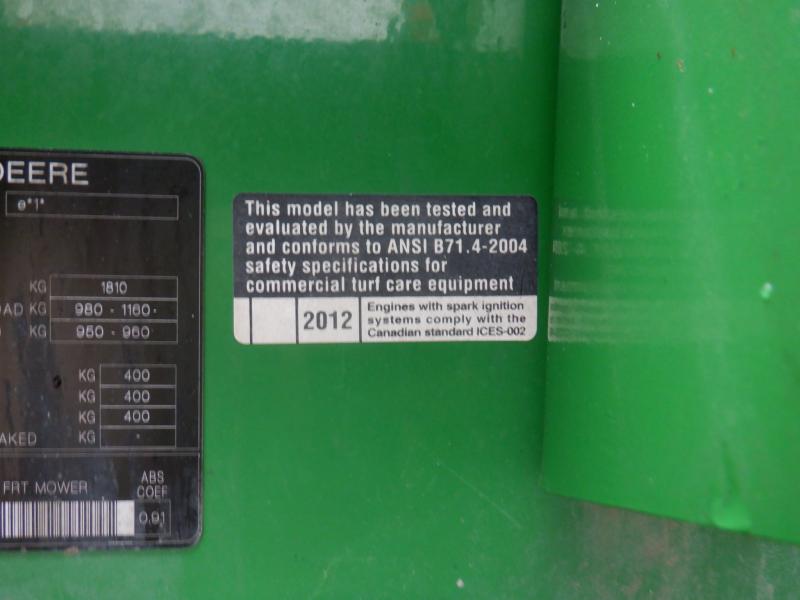 DEERE
e*1*
KG 1810
KG 980 - 1160-
KG 950 - 960
KG 400
KG 400
KG 400
KG -
FRT MOWER
ABS
COEF
0.91
This model has been tested and
evaluated by the manufacturer
and conforms to ANSI B71.4-2004
safety specifications for
commercial turf care equipment
2012
Engines with spark ignition
systems comply with the
Canadian standard ICES-002